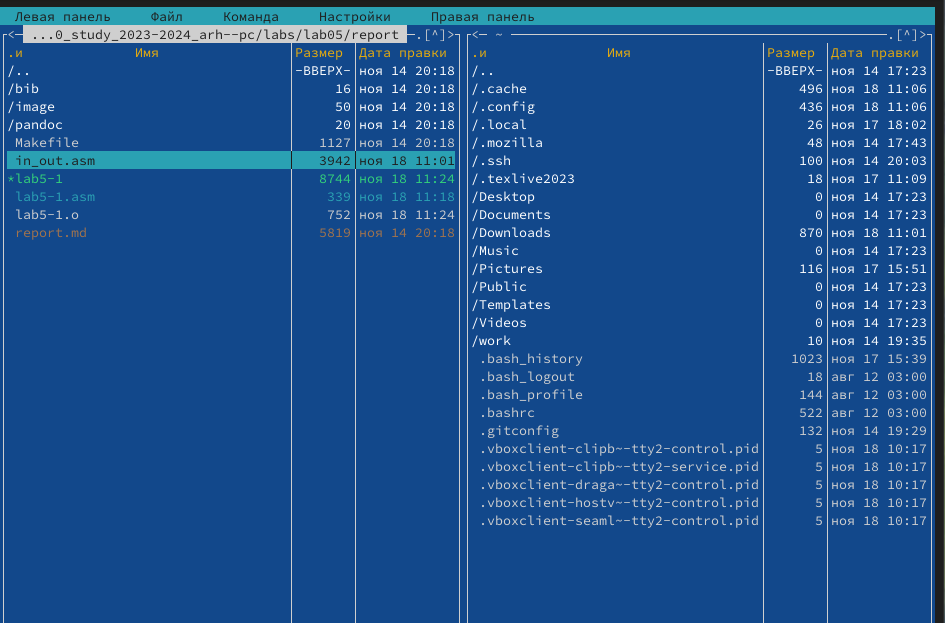 Левая панель Файл Команда Настройки Правая панель
<─ ...0_study_2023-2024_arh--pc/labs/lab05/report ─.[^]>
.и Имя Размер Дата правки
/.. -ВВЕРХ- ноя 14 20:18
/bib 16 ноя 14 20:18
/image 50 ноя 14 20:18
/pandoc 20 ноя 14 20:18
Makefile 1127 ноя 14 20:18
in_out.asm 3942 ноя 18 11:01
*lab5-1 8744 ноя 18 11:24
lab5-1.asm 339 ноя 18 11:18
lab5-1.o 752 ноя 18 11:24
report.md 5819 ноя 14 20:18
<─ ~ ─.[^]>
.и Имя Размер Дата правки
/.. -ВВЕРХ- ноя 14 17:23
/.cache 496 ноя 18 11:06
/.config 436 ноя 18 11:06
/.local 26 ноя 17 18:02
/.mozilla 48 ноя 14 17:43
/.ssh 100 ноя 14 20:03
/.texlive2023 18 ноя 17 11:09
/Desktop 0 ноя 14 17:23
/Documents 0 ноя 14 17:23
/Downloads 870 ноя 18 11:01
/Music 0 ноя 14 17:23
/Pictures 116 ноя 17 15:51
/Public 0 ноя 14 17:23
/Templates 0 ноя 14 17:23
/Videos 0 ноя 14 17:23
/work 10 ноя 14 19:35
.bash_history 1023 ноя 17 15:39
.bash_logout 18 авг 12 03:00
.bash_profile 144 авг 12 03:00
.bashrc 522 авг 12 03:00
.gitconfig 132 ноя 14 19:29
.vboxclient-clipb~-tty2-control.pid 5 ноя 18 10:17
.vboxclient-clipb~-tty2-service.pid 5 ноя 18 10:17
.vboxclient-draga~-tty2-control.pid 5 ноя 18 10:17
.vboxclient-hostv~-tty2-control.pid 5 ноя 18 10:17
.vboxclient-seaml~-tty2-control.pid 5 ноя 18 10:17